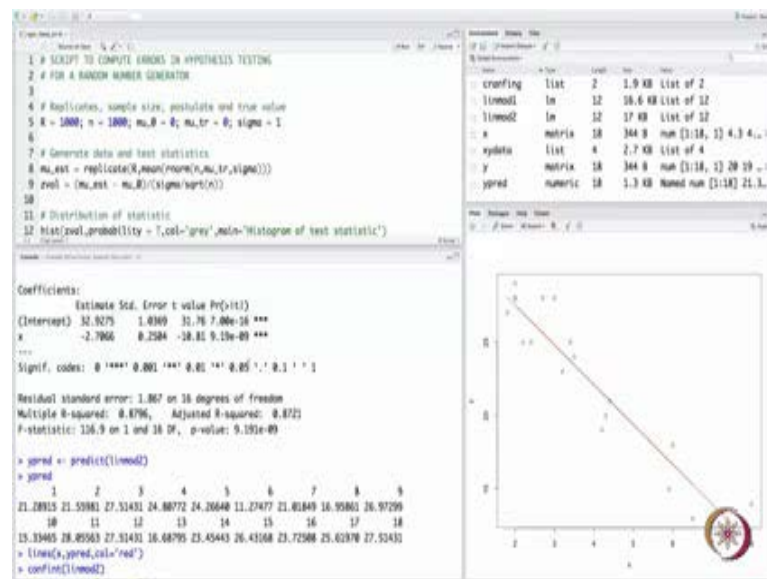 1 # SCRIPT TO COMPUTE ERRORS IN HYPOTHESIS TESTING
2 # FOR A RANDOM NUMBER GENERATOR
3
4 # Replicates, sample size, postulate and true value
5 R = 1000; n = 1000; mu_0 = 0; mu_tr = 0; sigma = 1
6
7 # Generate data and test statistics
8 mu_est = replicate(R,mean(rnorm(n,mu_tr,sigma)))
9 zval = (mu_est - mu_0)/(sigma/sqrt(n))
10
11 # Distribution of statistic
12 hist(zval,probability = T,col='grey',main='Histogram of test statistic')
Coefficients:
Estimate Std. Error t value Pr(>|t|)
(Intercept) 32.9275 1.0369 31.76 7.00e-16 ***
x -2.7066 0.2504 -10.81 9.19e-09 ***
---
Signif. codes: 0 '***' 0.001 '**' 0.01 '*' 0.05 '.' 0.1 ' ' 1
Residual standard error: 1.867 on 16 degrees of freedom
Multiple R-squared: 0.8796, Adjusted R-squared: 0.8721
F-statistic: 116.9 on 1 and 16 DF, p-value: 9.191e-09
> ypred <- predict(linmod2)
> ypred
1 2 3 4 5 6 7 8 9
21.28915 21.55981 27.51431 24.80772 24.26640 11.27477 21.01849 16.95861 26.97299
10 11 12 13 14 15 16 17 18
15.33465 28.05563 27.51431 16.68795 23.45443 26.43168 23.72508 25.61970 27.51431
> lines(x,ypred,col='red')
> confint(linmod2)
Environment History
Name Type Length Size Value
list 2 1.9 KB List of 2
linmod1 lm 12 16.6 KB List of 12
linmod2 lm 12 17 KB List of 12
x matrix 18 344 B num [1:18, 1] 4.3 4...
xydata list 4 2.7 KB List of 4
y matrix 18 344 B num [1:18, 1] 20 19 ...
ypred numeric 18 1.3 KB Named num [1:18] 21.3...